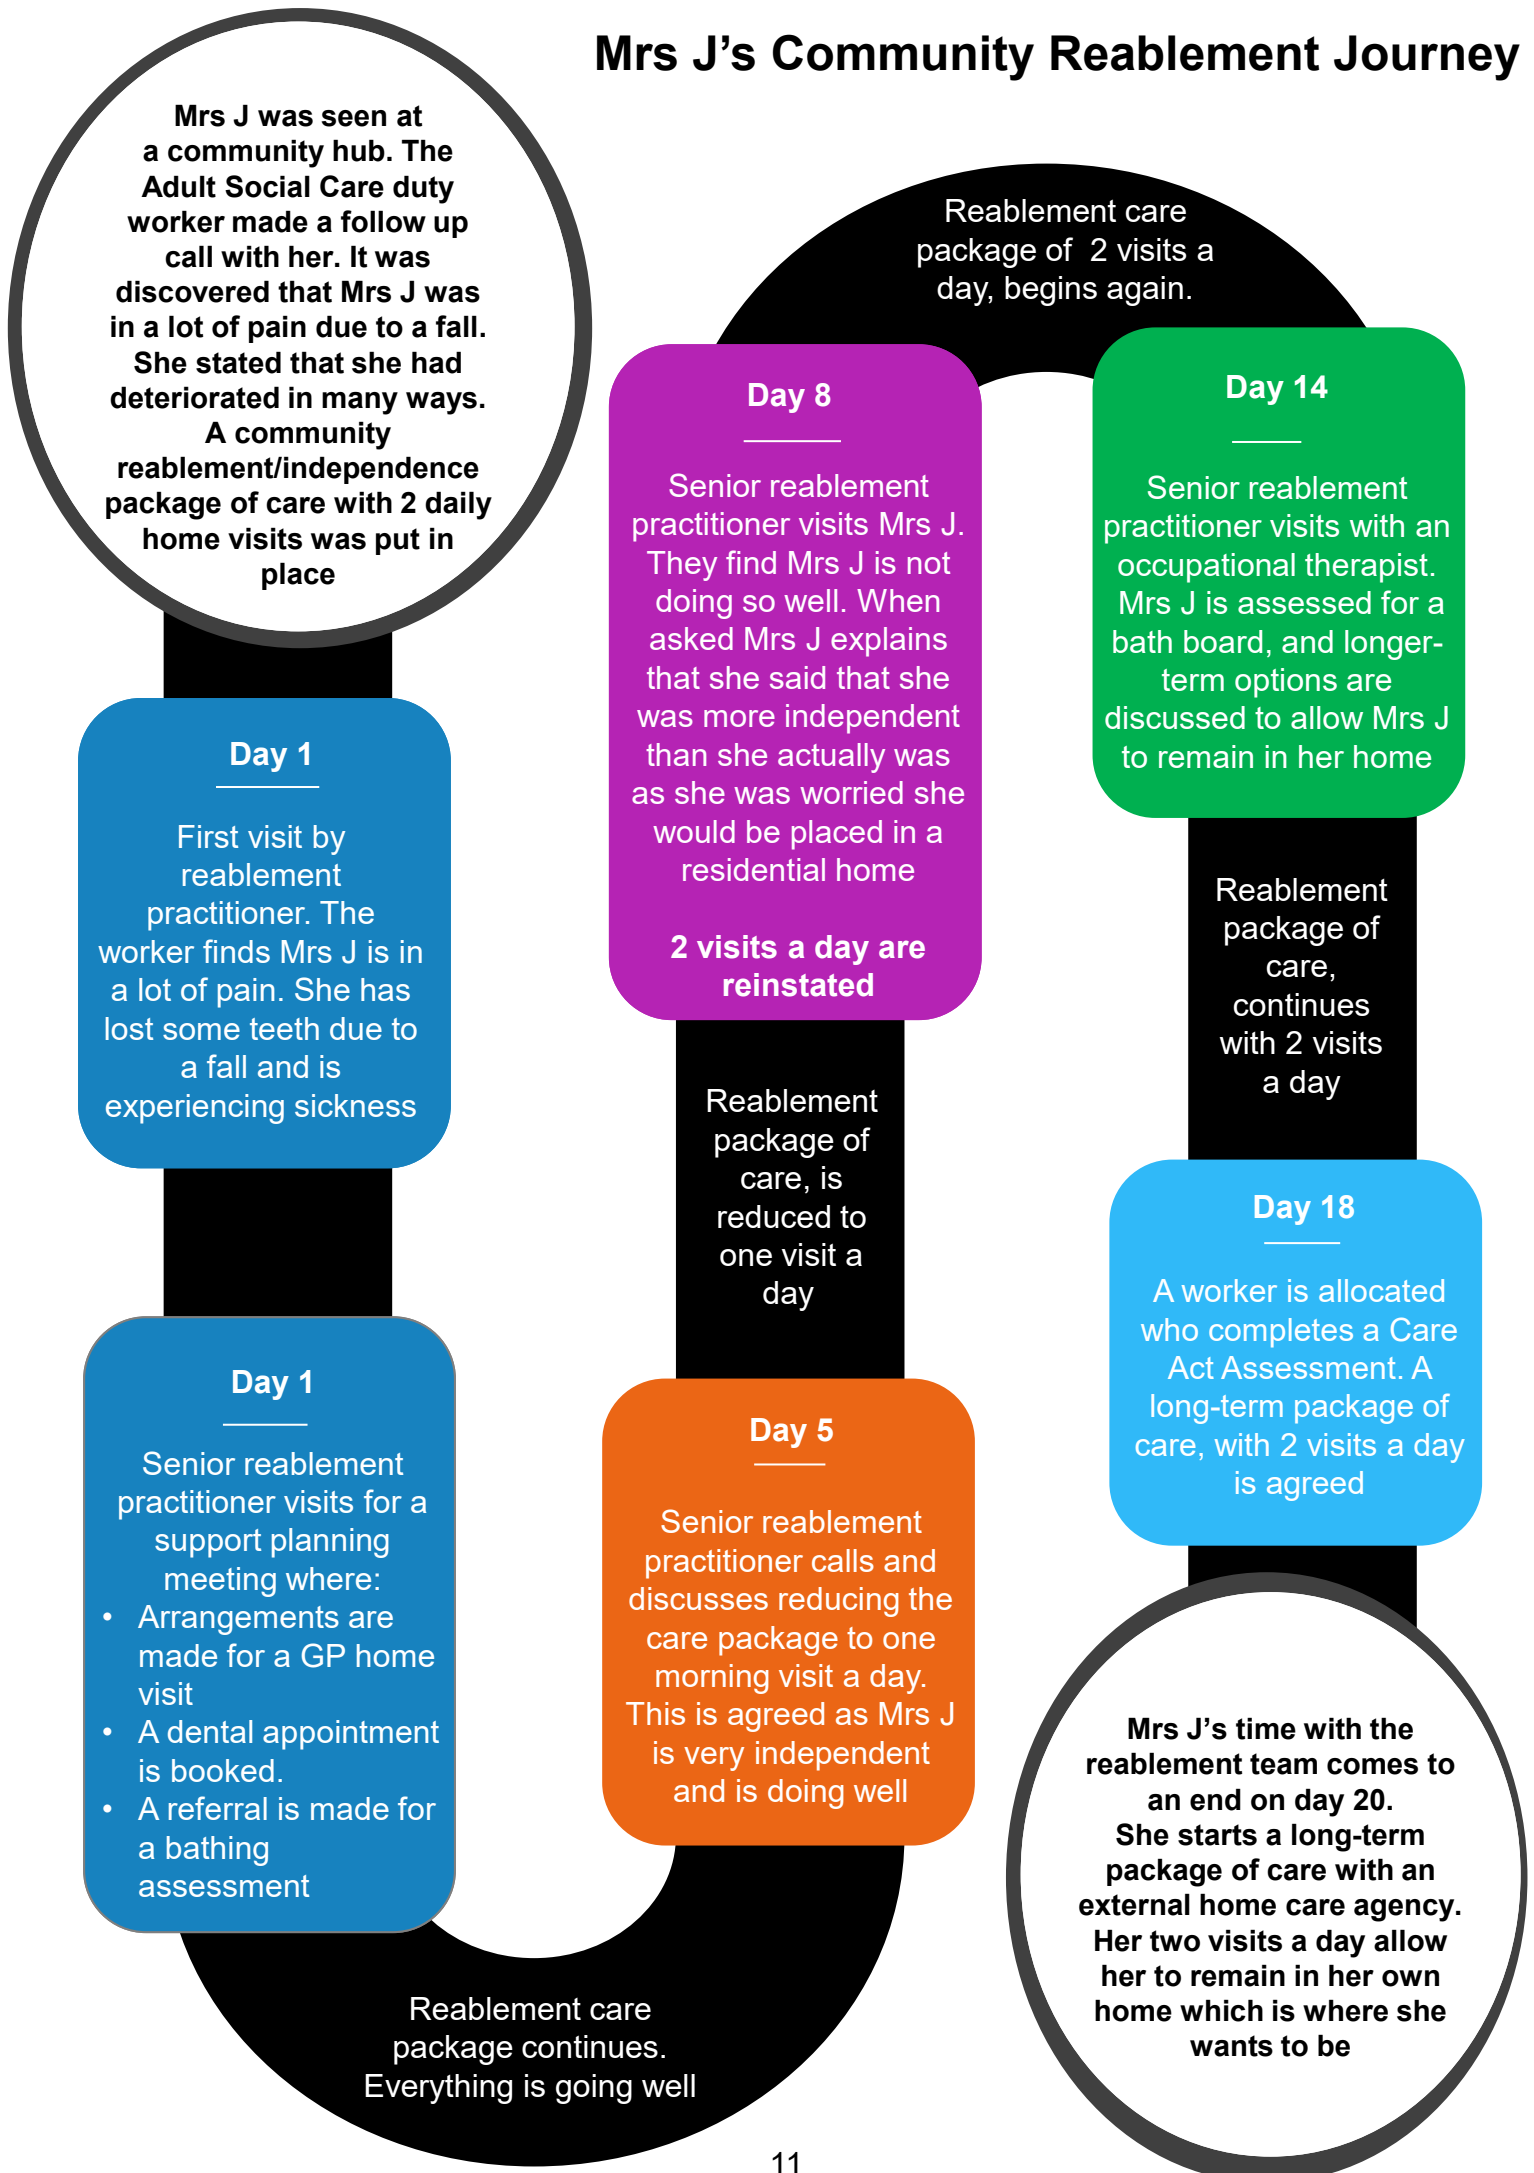 Mrs J’s Community Reablement Journey
Mrs J was seen at
a community hub. The
Adult Social Care duty
worker made a follow up
call with her. It was
discovered that Mrs J was
in a lot of pain due to a fall.
She stated that she had
deteriorated in many ways.
A community
reablement/independence
package of care with 2 daily
home visits was put in
place
Day 1
First visit by
reablement
practitioner. The
worker finds Mrs J is in
a lot of pain. She has
lost some teeth due to
a fall and is
experiencing sickness
Day 1
Senior reablement
practitioner visits for a
support planning
meeting where:
• Arrangements are
made for a GP home
visit
• A dental appointment
is booked.
• A referral is made for
a bathing
assessment
Reablement care
package continues.
Everything is going well
Day 5
Senior reablement
practitioner calls and
discusses reducing the
care package to one
morning visit a day.
This is agreed as Mrs J
is very independent
and is doing well
Reablement
package of
care, is
reduced to
one visit a
day
Day 8
Senior reablement
practitioner visits Mrs J.
They find Mrs J is not
doing so well. When
asked Mrs J explains
that she said that she
was more independent
than she actually was
as she was worried she
would be placed in a
residential home
2 visits a day are
reinstated
Reablement care
package of 2 visits a
day, begins again.
Day 14
Senior reablement
practitioner visits with an
occupational therapist.
Mrs J is assessed for a
bath board, and longer-
term options are
discussed to allow Mrs J
to remain in her home
Reablement
package of
care,
continues
with 2 visits
a day
Day 18
A worker is allocated
who completes a Care
Act Assessment. A
long-term package of
care, with 2 visits a day
is agreed
Mrs J’s time with the
reablement team comes to
an end on day 20.
She starts a long-term
package of care with an
external home care agency.
Her two visits a day allow
her to remain in her own
home which is where she
wants to be
11